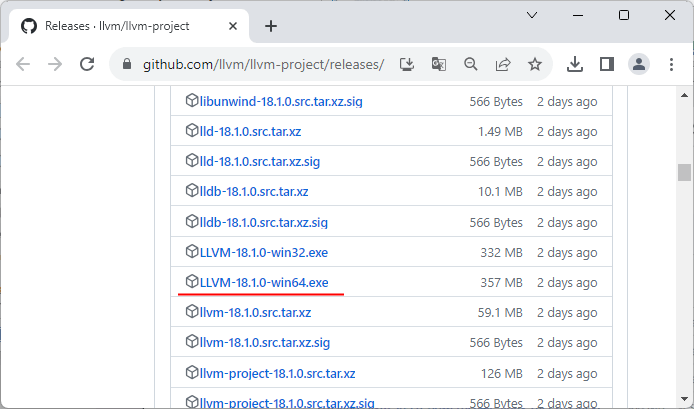 Releases · llvm/llvm-project
github.com/llvm/llvm-project/releases/
libunwind-18.1.0.src.tar.xz.sig 566 Bytes 2 days ago
lld-18.1.0.src.tar.xz 1.49 MB 2 days ago
lld-18.1.0.src.tar.xz.sig 566 Bytes 2 days ago
lldb-18.1.0.src.tar.xz 10.1 MB 2 days ago
lldb-18.1.0.src.tar.xz.sig 566 Bytes 2 days ago
LLVM-18.1.0-win32.exe 332 MB 2 days ago
LLVM-18.1.0-win64.exe 357 MB 2 days ago
llvm-18.1.0.src.tar.xz 59.1 MB 2 days ago
llvm-18.1.0.src.tar.xz.sig 566 Bytes 2 days ago
llvm-project-18.1.0.src.tar.xz 126 MB 2 days ago
llvm-project-18.1.0.src.tar.xz.sig 566 Bytes 2 days ago